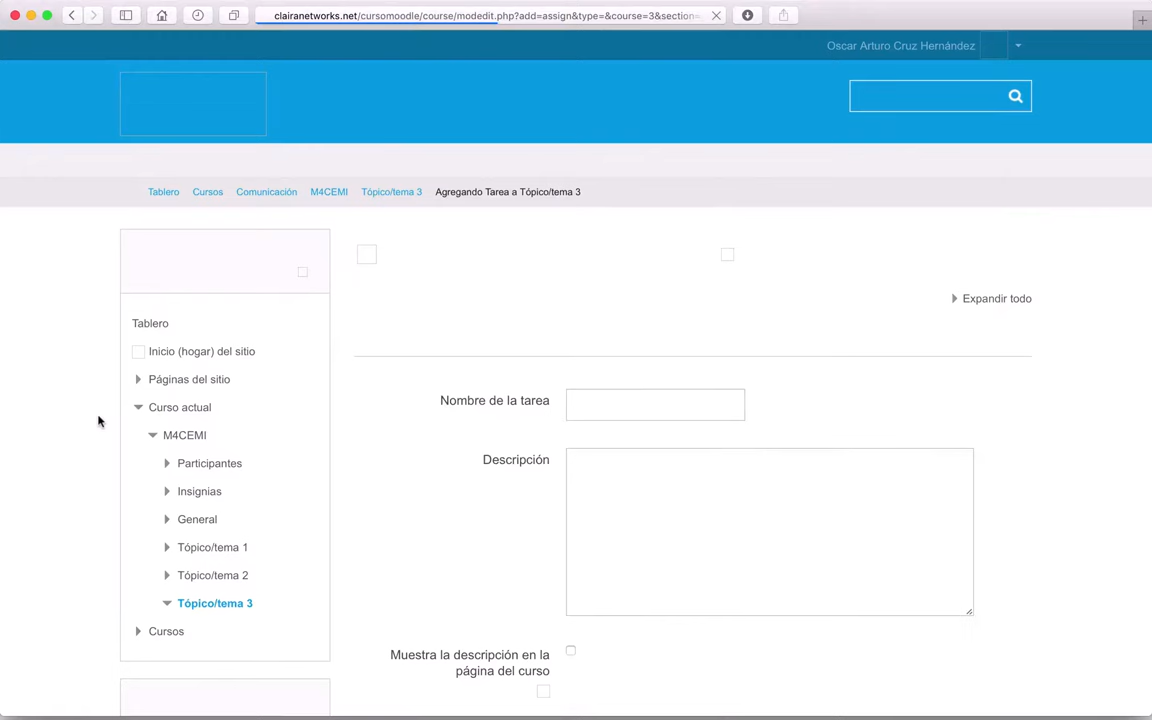 clairanetworks.net/cursomoodle/course/modedit.php?add=assign&type=&course=3&section=
Oscar Arturo Cruz Hernández
Tablero Cursos Comunicación M4CEMI Tópico/tema 3 Agregando Tarea a Tópico/tema 3
Expandir todo
Tablero
Inicio (hogar) del sitio
Páginas del sitio
Curso actual
M4CEMI
Participantes
Insignias
General
Tópico/tema 1
Tópico/tema 2
Tópico/tema 3
Cursos
Nombre de la tarea
Descripción
Muestra la descripción en la
página del curso